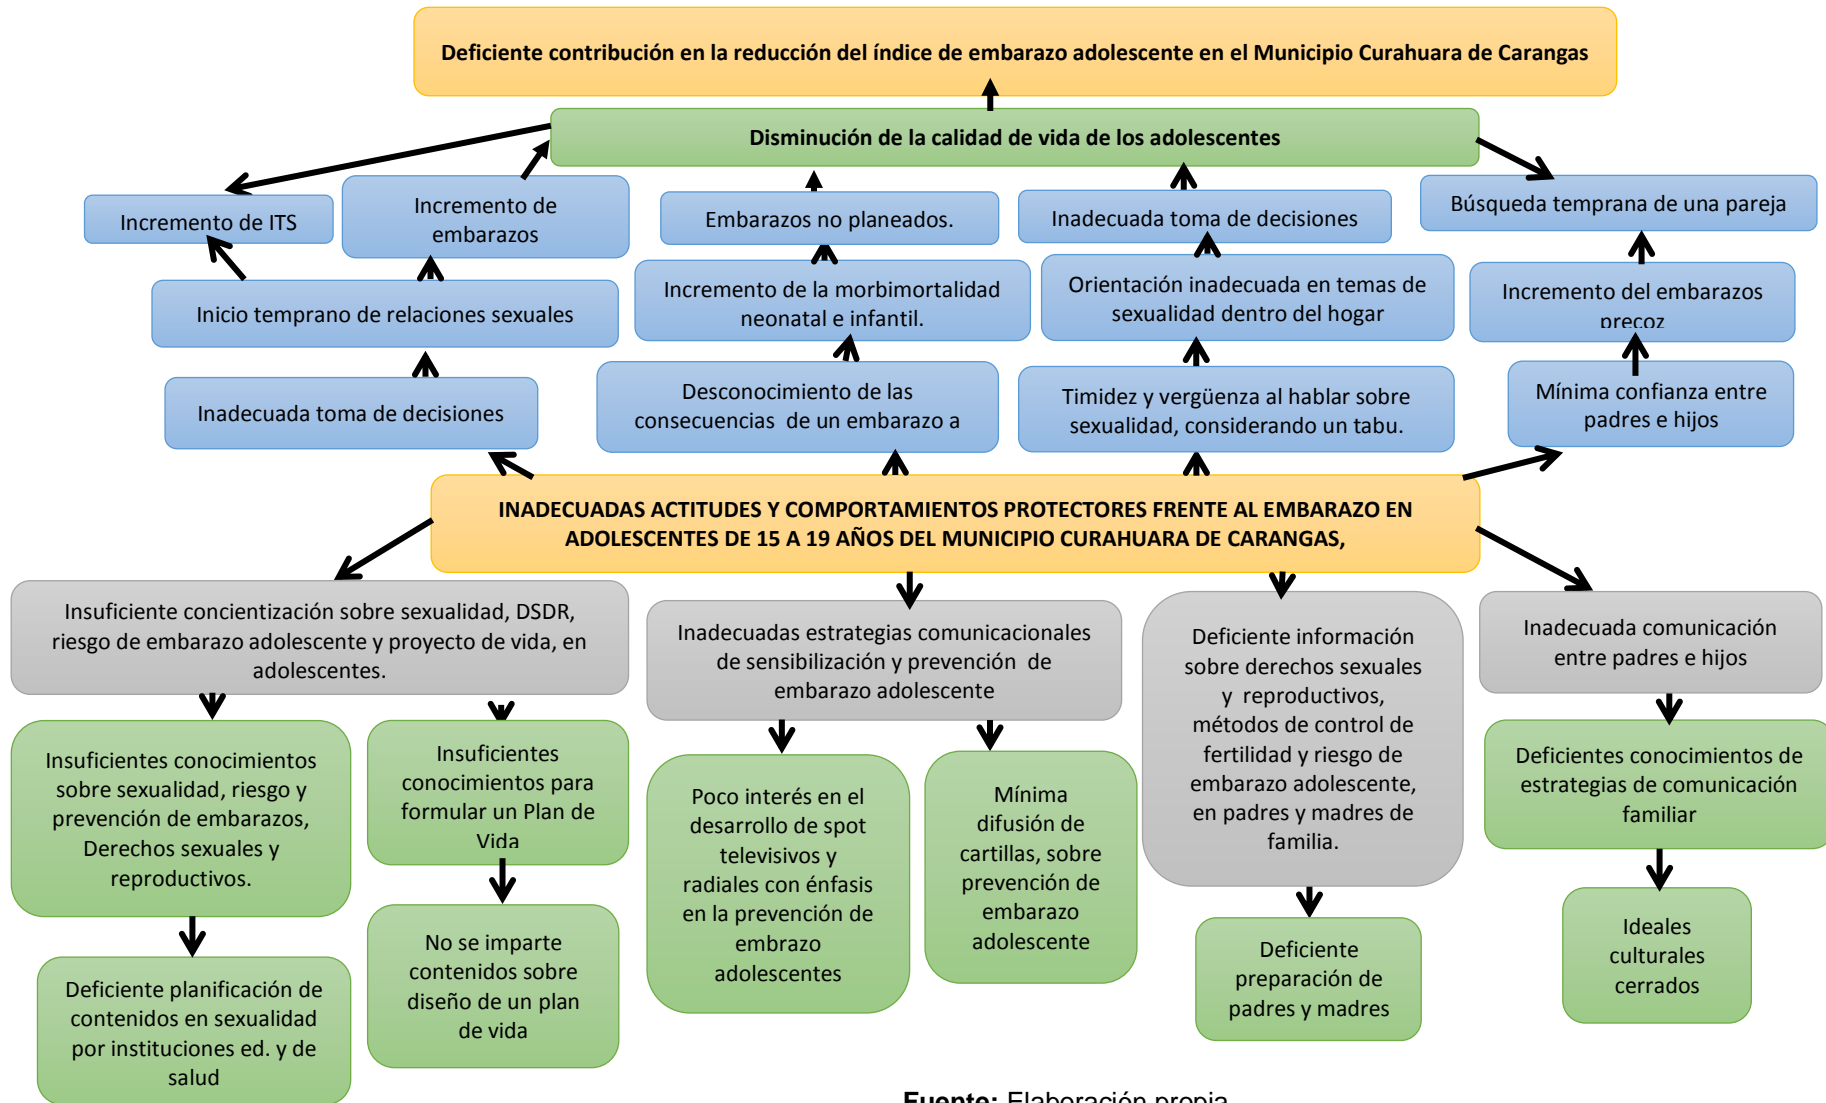 Deficiente contribución en la reducción del índice de embarazo adolescente en el Municipio Curahuara de Carangas
Disminución de la calidad de vida de los adolescentes
Incremento de ITS
Incremento de
embarazos
Embarazos no planeados.
Inadecuada toma de decisiones
Búsqueda temprana de una pareja
Inicio temprano de relaciones sexuales
Incremento de la morbimortalidad
neonatal e infantil.
Orientación inadecuada en temas de
sexualidad dentro del hogar
Incremento del embarazos
precoz
Inadecuada toma de decisiones
Desconocimiento de las
consecuencias de un embarazo a
Timidez y vergüenza al hablar sobre
sexualidad, considerando un tabu.
Mínima confianza entre
padres e hijos
INADECUADAS ACTITUDES Y COMPORTAMIENTOS PROTECTORES FRENTE AL EMBARAZO EN
ADOLESCENTES DE 15 A 19 AÑOS DEL MUNICIPIO CURAHUARA DE CARANGAS,
Insuficiente concientización sobre sexualidad, DSDR,
riesgo de embarazo adolescente y proyecto de vida, en
adolescentes.
Inadecuadas estrategias comunicacionales
de sensibilización y prevención de
embarazo adolescente
Deficiente información
sobre derechos sexuales
y reproductivos,
métodos de control de
fertilidad y riesgo de
embarazo adolescente,
en padres y madres de
familia.
Inadecuada comunicación
entre padres e hijos
Insuficientes conocimientos
sobre sexualidad, riesgo y
prevención de embarazos,
Derechos sexuales y
reproductivos.
Insuficientes
conocimientos para
formular un Plan de
Vida
Poco interés en el
desarrollo de spot
televisivos y
radiales con énfasis
en la prevención de
embrazo
adolescentes
Mínima
difusión de
cartillas, sobre
prevención de
embarazo
adolescente
Deficientes conocimientos de
estrategias de comunicación
familiar
Deficiente planificación de
contenidos en sexualidad
por instituciones ed. y de
salud
No se imparte
contenidos sobre
diseño de un plan
de vida
Deficiente
preparación de
padres y madres
Ideales
culturales
cerrados
Fuente: Elaboración propia